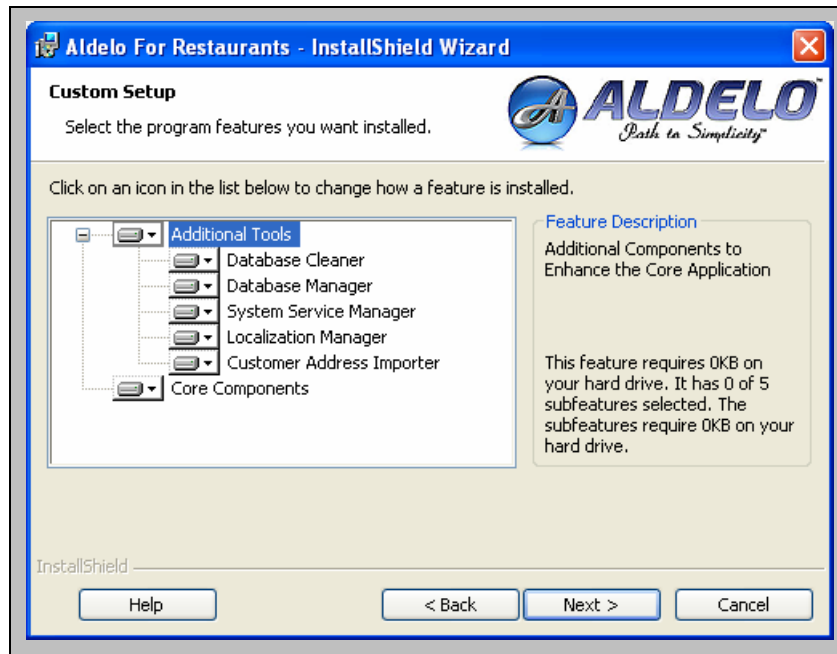 Aldelo For Restaurants - InstallShield Wizard
Custom Setup
Select the program features you want installed.
A ALDELO
Path to Simplicity™
Click on an icon in the list below to change how a feature is installed.
Additional Tools
Database Cleaner
Database Manager
System Service Manager
Localization Manager
Customer Address Importer
Core Components
Feature Description
Additional Components to
Enhance the Core Application
This feature requires 0KB on
your hard drive. It has 0 of 5
subfeatures selected. The
subfeatures require 0KB on your
hard drive.
InstallShield
Help
< Back
Next >
Cancel